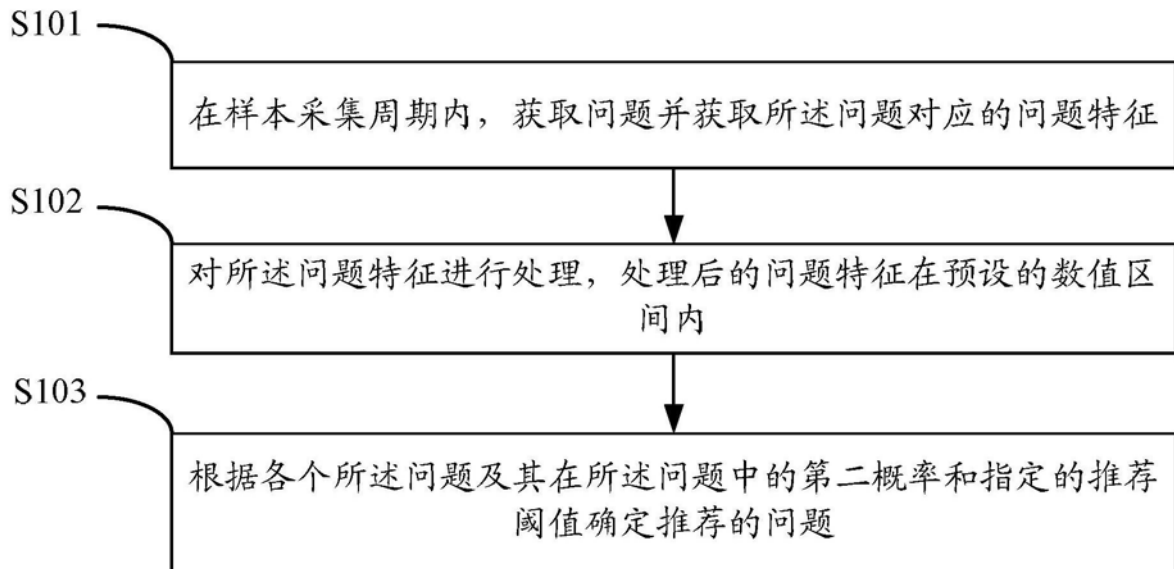 S101
在样本采集周期内，获取问题并获取所述问题对应的问题特征
S102
对所述问题特征进行处理，处理后的问题特征在预设的数值区
间内
S103
根据各个所述问题及其在所述问题中的第二概率和指定的推荐
阈值确定推荐的问题